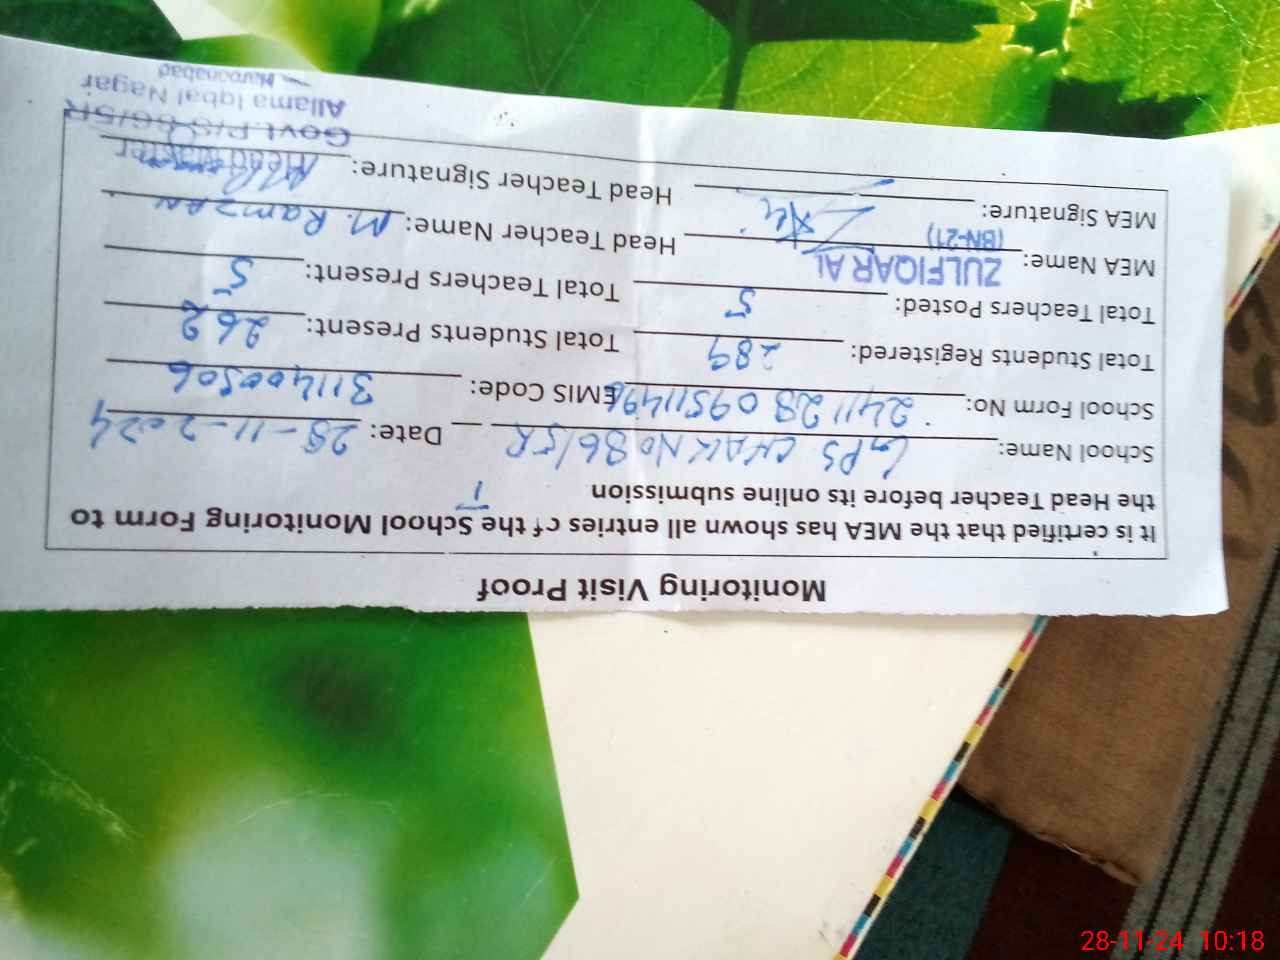 Monitoring Visit Proof
It is certified that the MEA has shown all entries of the School Monitoring Form to
the Head Teacher before its online submission
School Name: GPS CHAK No 86/5R Date: 28-11-2024
School Form No: 24112809511496 EMIS Code: 311400506
Total Students Registered: 289 Total Students Present: 262
Total Teachers Posted: 5 Total Teachers Present: 5
MEA Name: ZULFIQAR ALI (BN-21) Head Teacher Name: M. RAMZAN
MEA Signature: Head Teacher Signature:
Head Master
Govt. P/S 86/5R
Allama Iqbal Nagar
Haroonabad
28-11-24 10:18